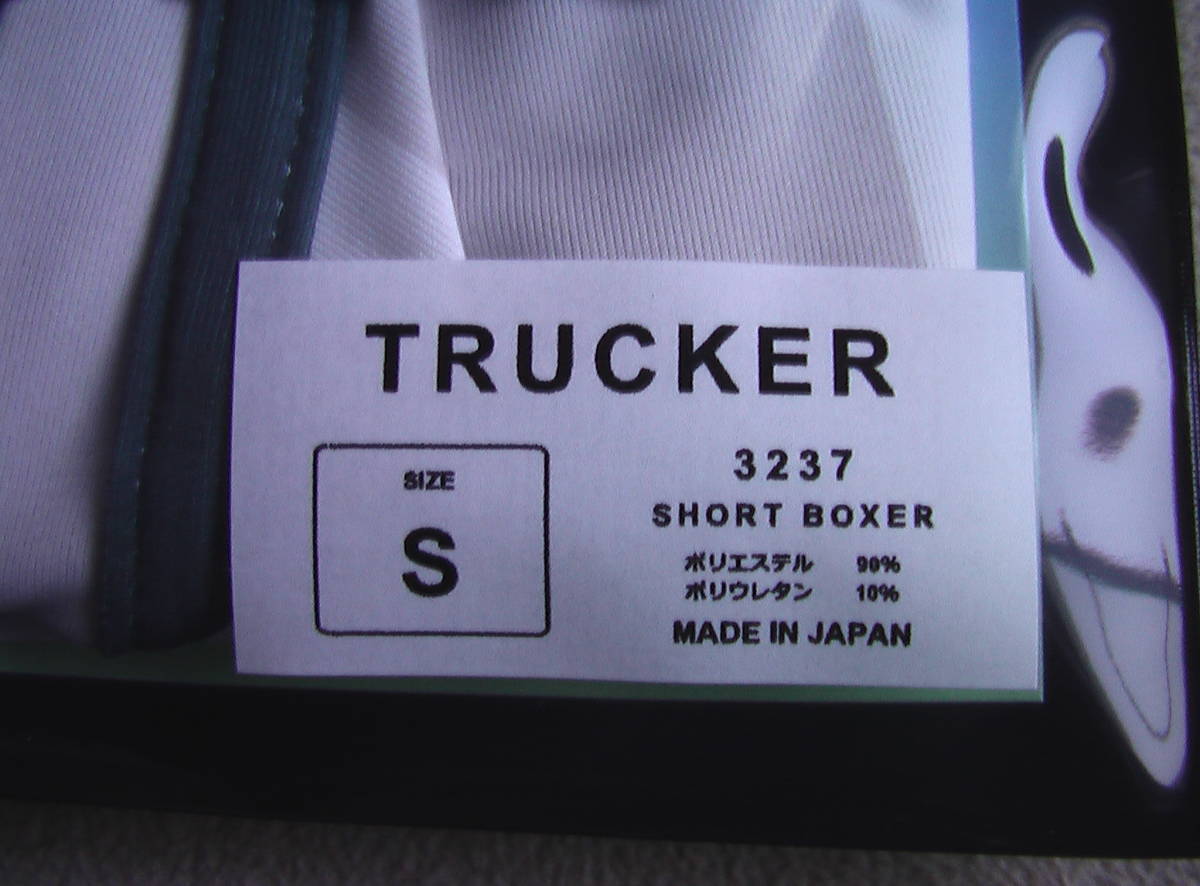 TRUCKER
SIZE
S
3237
SHORT BOXER
ポリエステル 90%
ポリウレタン 10%
MADE IN JAPAN